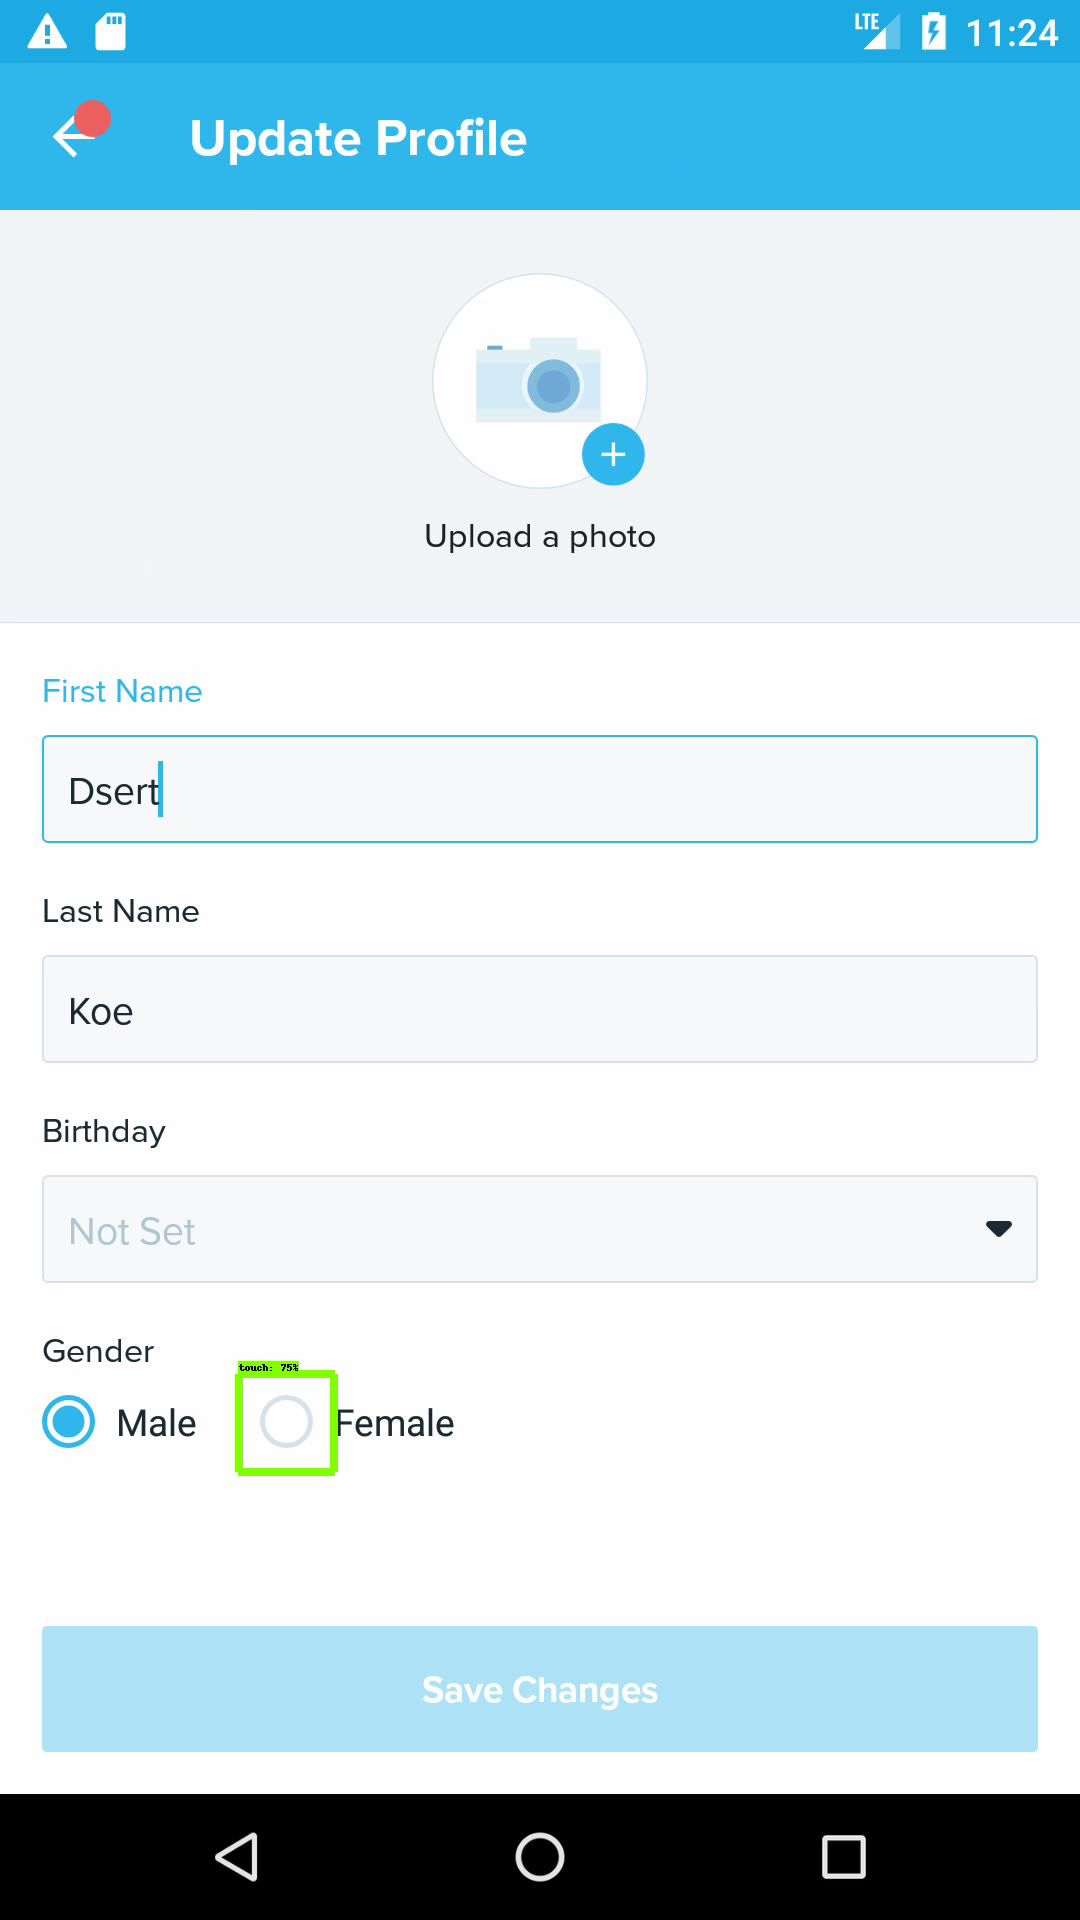 LTE 11:24
Update Profile
Upload a photo
First Name
Dsert
Last Name
Koe
Birthday
Not Set
Gender
touch: 75%
Male Female
Save Changes